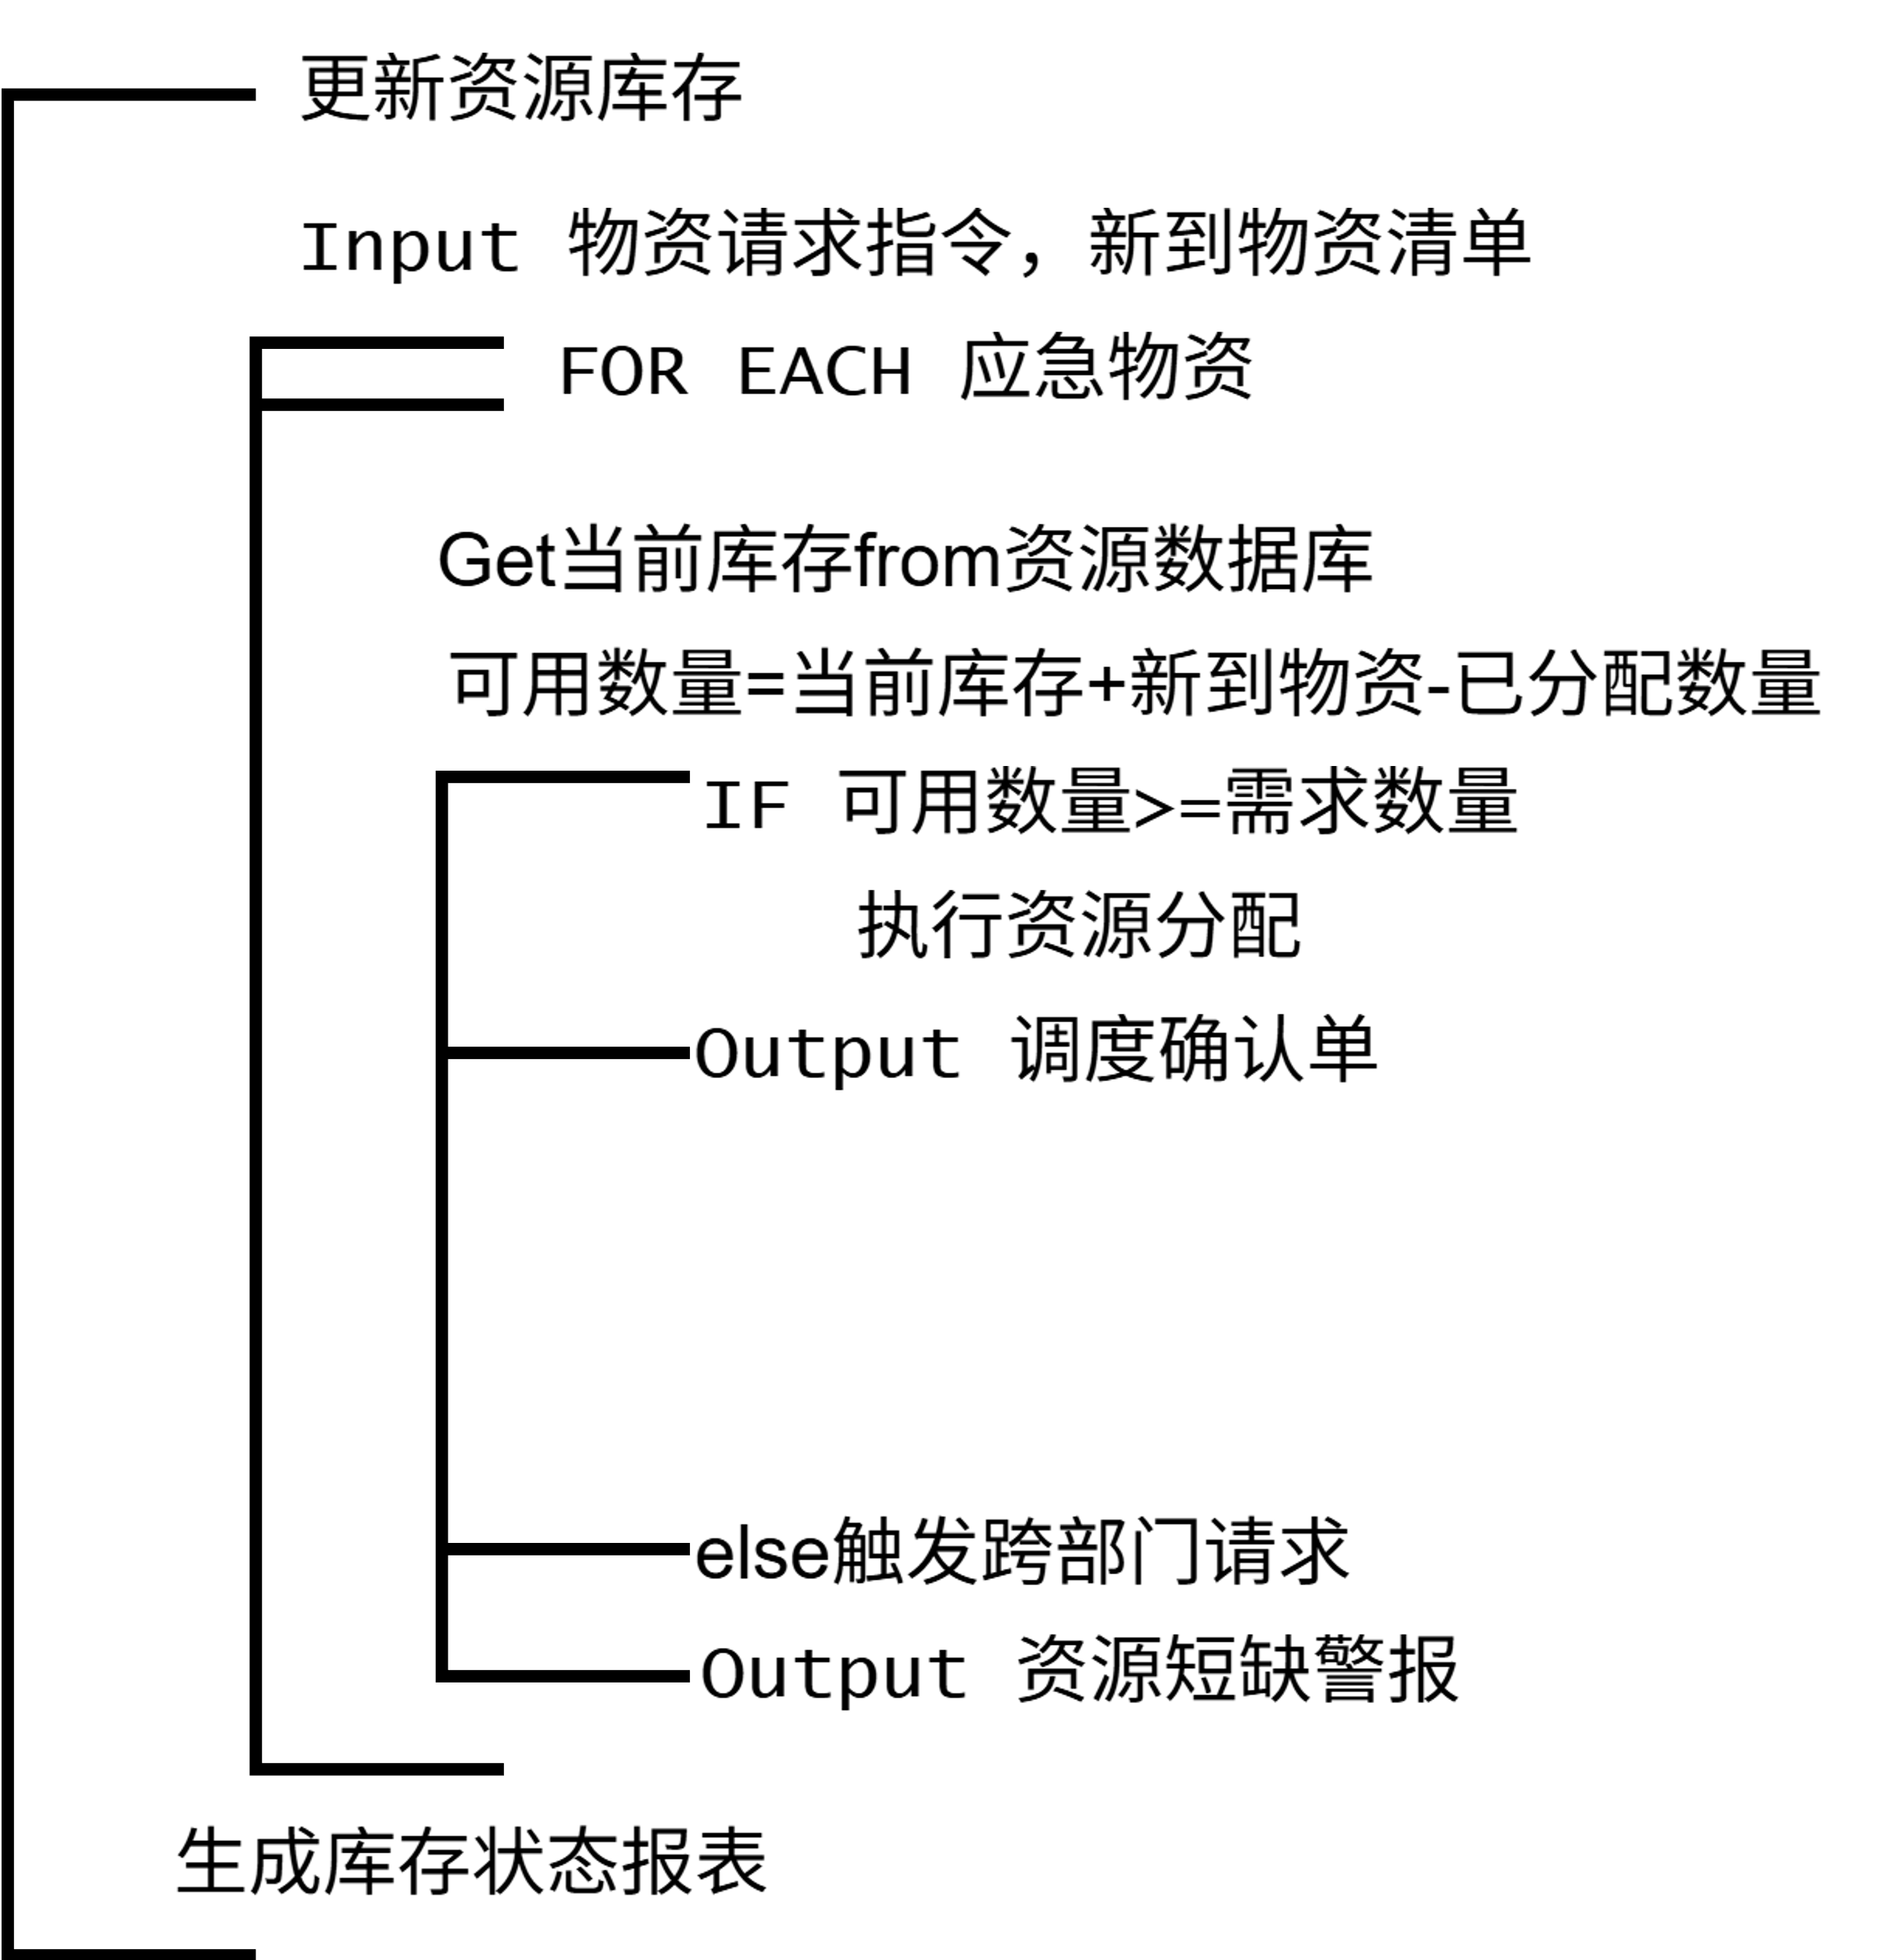 更新资源库存
Input 物资请求指令，新到物资清单
FOR EACH 应急物资
Get当前库存from资源数据库
可用数量=当前库存+新到物资-已分配数量
IF 可用数量>=需求数量
执行资源分配
Output 调度确认单
else触发跨部门请求
Output 资源短缺警报
生成库存状态报表